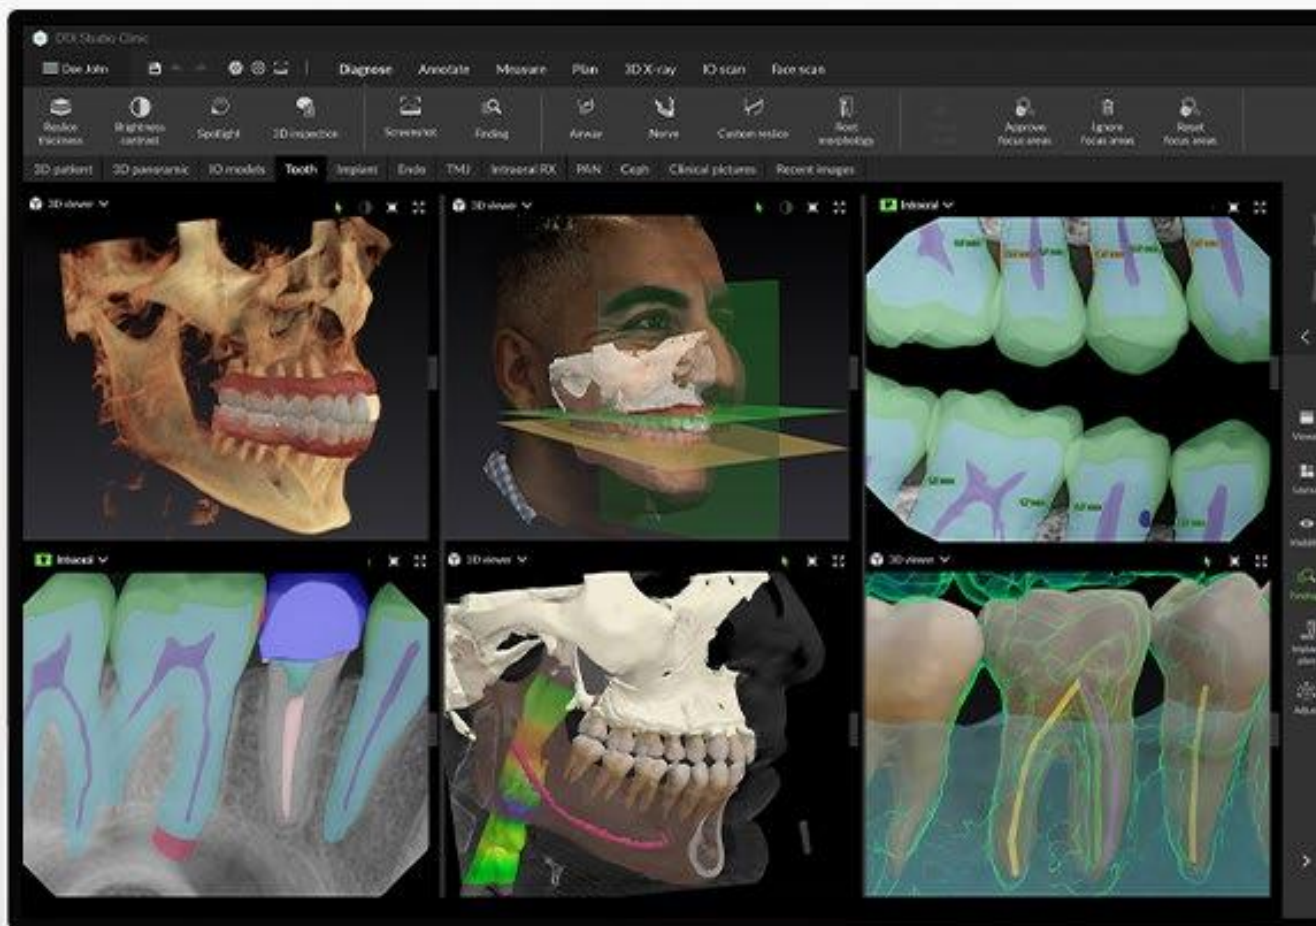 DTX Studio Clinic
Doe John
Diagnose Annotate Measure Plan 3D X-ray IO scan Face scan
Reslice thickness
Brightness contrast
Spotlight
3D inspection
Screenshot
Finding
Airway
Nerve
Custom reslice
Root morphology
Approve focus areas
Ignore focus areas
Reset focus areas
3D patient 3D panoramic IO models Tooth Implant Endo TMJ Intraoral RX PAN Ceph Clinical pictures Recent images
3D viewer
3D viewer
Intraoral
Intraoral
3D viewer
3D viewer